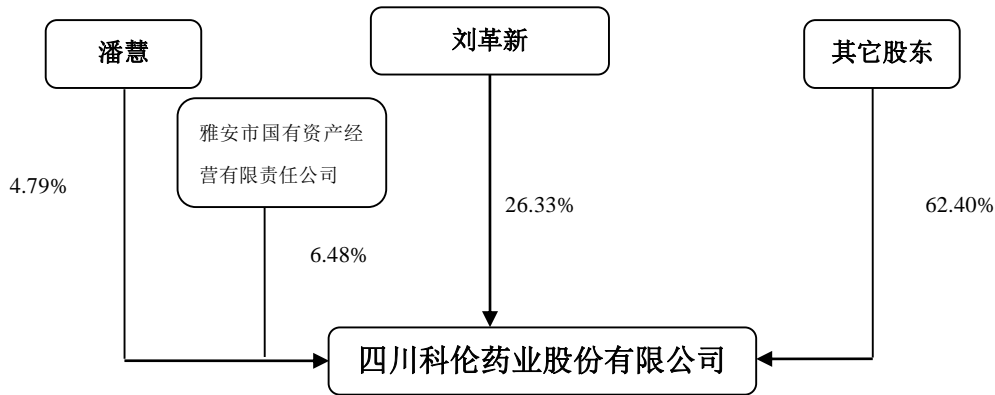 潘慧
刘革新
其它股东
雅安市国有资产经
营有限责任公司
4.79%
26.33%
62.40%
6.48%
四川科伦药业股份有限公司